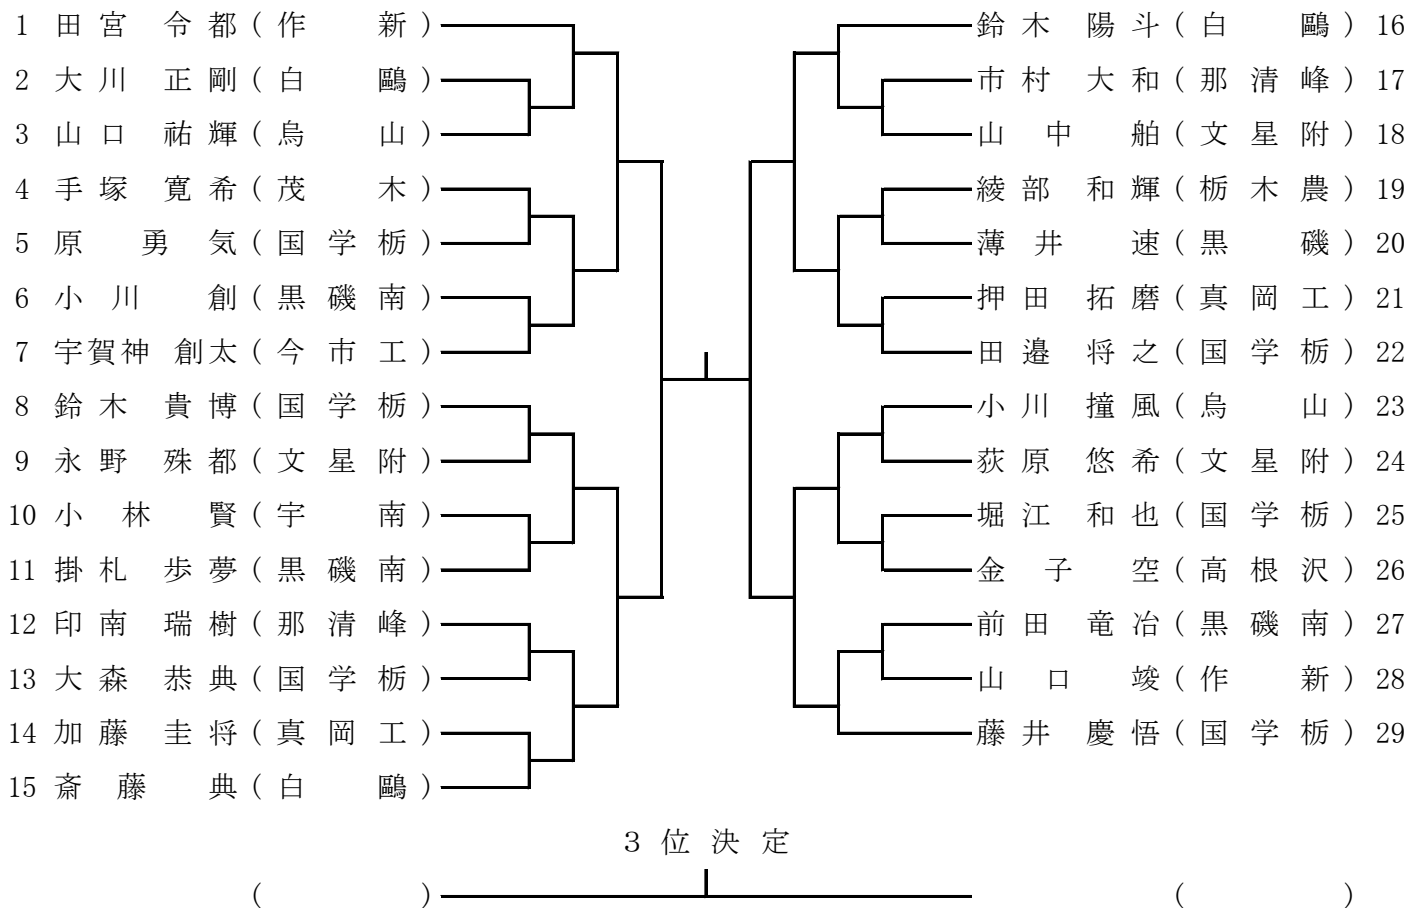 1 田宮 令都(作 新)
2 大川 正剛(白 鷗)
3 山口 祐輝(烏 山)
4 手塚 寛希(茂 木)
5 原 勇気(国学栃)
6 小川 創(黒磯南)
7 宇賀神 創太(今市工)
8 鈴木 貴博(国学栃)
9 永野 殊都(文星附)
10 小林 賢(宇 南)
11 掛札 歩夢(黒磯南)
12 印南 瑞樹(那清峰)
13 大森 恭典(国学栃)
14 加藤 圭将(真岡工)
15 斎藤 典(白 鷗)
鈴木 陽斗(白 鷗)16
市村 大和(那清峰)17
山中 舶(文星附)18
綾部 和輝(栃木農)19
薄井 速(黒 磯)20
押田 拓磨(真岡工)21
田邉 将之(国学栃)22
小川 撞風(烏 山)23
荻原 悠希(文星附)24
堀江 和也(国学栃)25
金子 空(高根沢)26
前田 竜冶(黒磯南)27
山口 竣(作 新)28
藤井 慶悟(国学栃)29
3位決定
( ) ( )